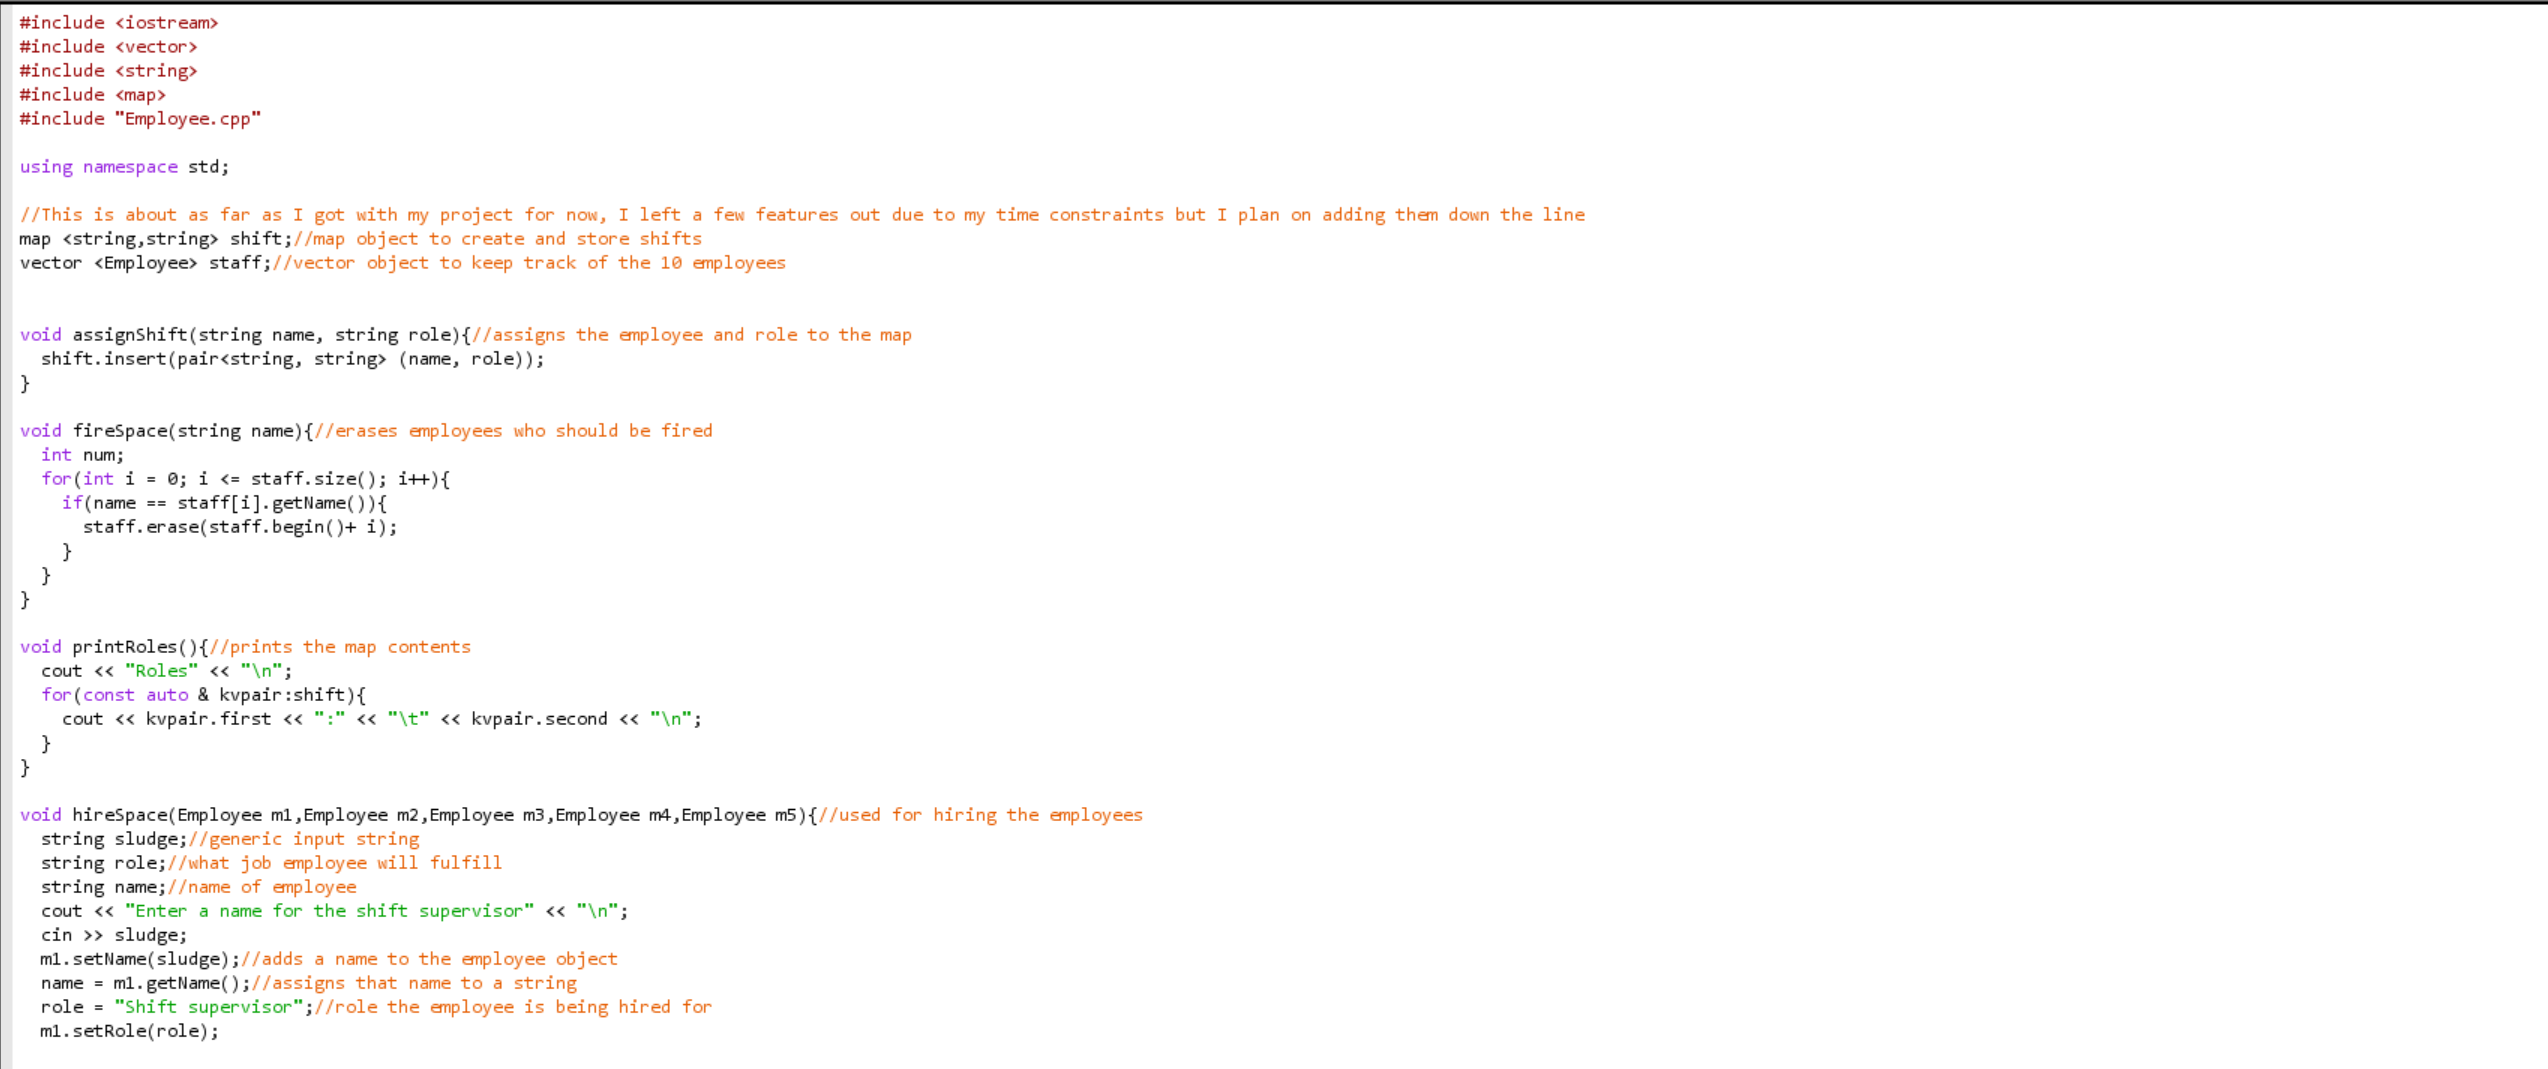 #include <iostream>
#include <vector>
#include <string>
#include <map>
#include "Employee.cpp"

using namespace std;

//This is about as far as I got with my project for now, I left a few features out due to my time constraints but I plan on adding them down the line
map <string,string> shift;//map object to create and store shifts
vector <Employee> staff;//vector object to keep track of the 10 employees


void assignShift(string name, string role){//assigns the employee and role to the map
  shift.insert(pair<string, string> (name, role));
}

void fireSpace(string name){//erases employees who should be fired
  int num;
  for(int i = 0; i <= staff.size(); i++){
    if(name == staff[i].getName()){
      staff.erase(staff.begin()+ i);
    }
  }
}

void printRoles(){//prints the map contents
  cout << "Roles" << "\n";
  for(const auto & kvpair:shift){
    cout << kvpair.first << ":" << "\t" << kvpair.second << "\n";
  }
}

void hireSpace(Employee m1,Employee m2,Employee m3,Employee m4,Employee m5){//used for hiring the employees
  string sludge;//generic input string
  string role;//what job employee will fulfill
  string name;//name of employee
  cout << "Enter a name for the shift supervisor" << "\n";
  cin >> sludge;
  m1.setName(sludge);//adds a name to the employee object
  name = m1.getName();//assigns that name to a string
  role = "Shift supervisor";//role the employee is being hired for
  m1.setRole(role);